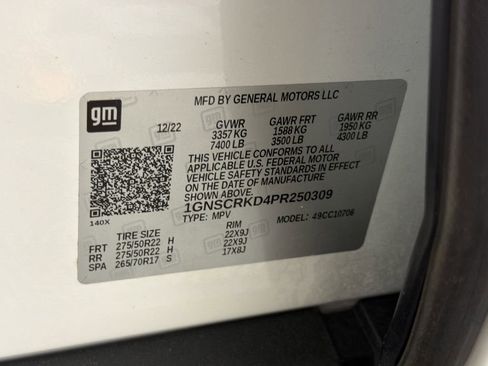 gm
MFD BY GENERAL MOTORS LLC
12/22 GVWR GAWR FRT GAWR RR
3357 KG 1588 KG 1950 KG
7400 LB 3500 LB 4300 LB
THIS VEHICLE CONFORMS TO ALL
APPLICABLE U.S. FEDERAL MOTOR
VEHICLE SAFETY STANDARDS IN EFFECT
ON THE DATE OF MANUFACTURE
SHOWN ABOVE.
1GNSCRKD4PR250309
140X TYPE: MPV MODEL: 49CC10706
TIRE SIZE RIM
FRT 275/50R22 H 22X9J
RR 275/50R22 H 22X9J
SPA 265/70R17 S 17X8J